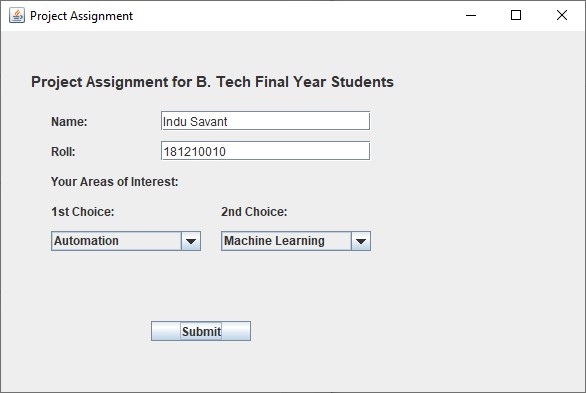 Project Assignment
Project Assignment for B. Tech Final Year Students
Name: Indu Savant
Roll: 181210010
Your Areas of Interest:
1st Choice: 2nd Choice:
Automation Machine Learning
Submit